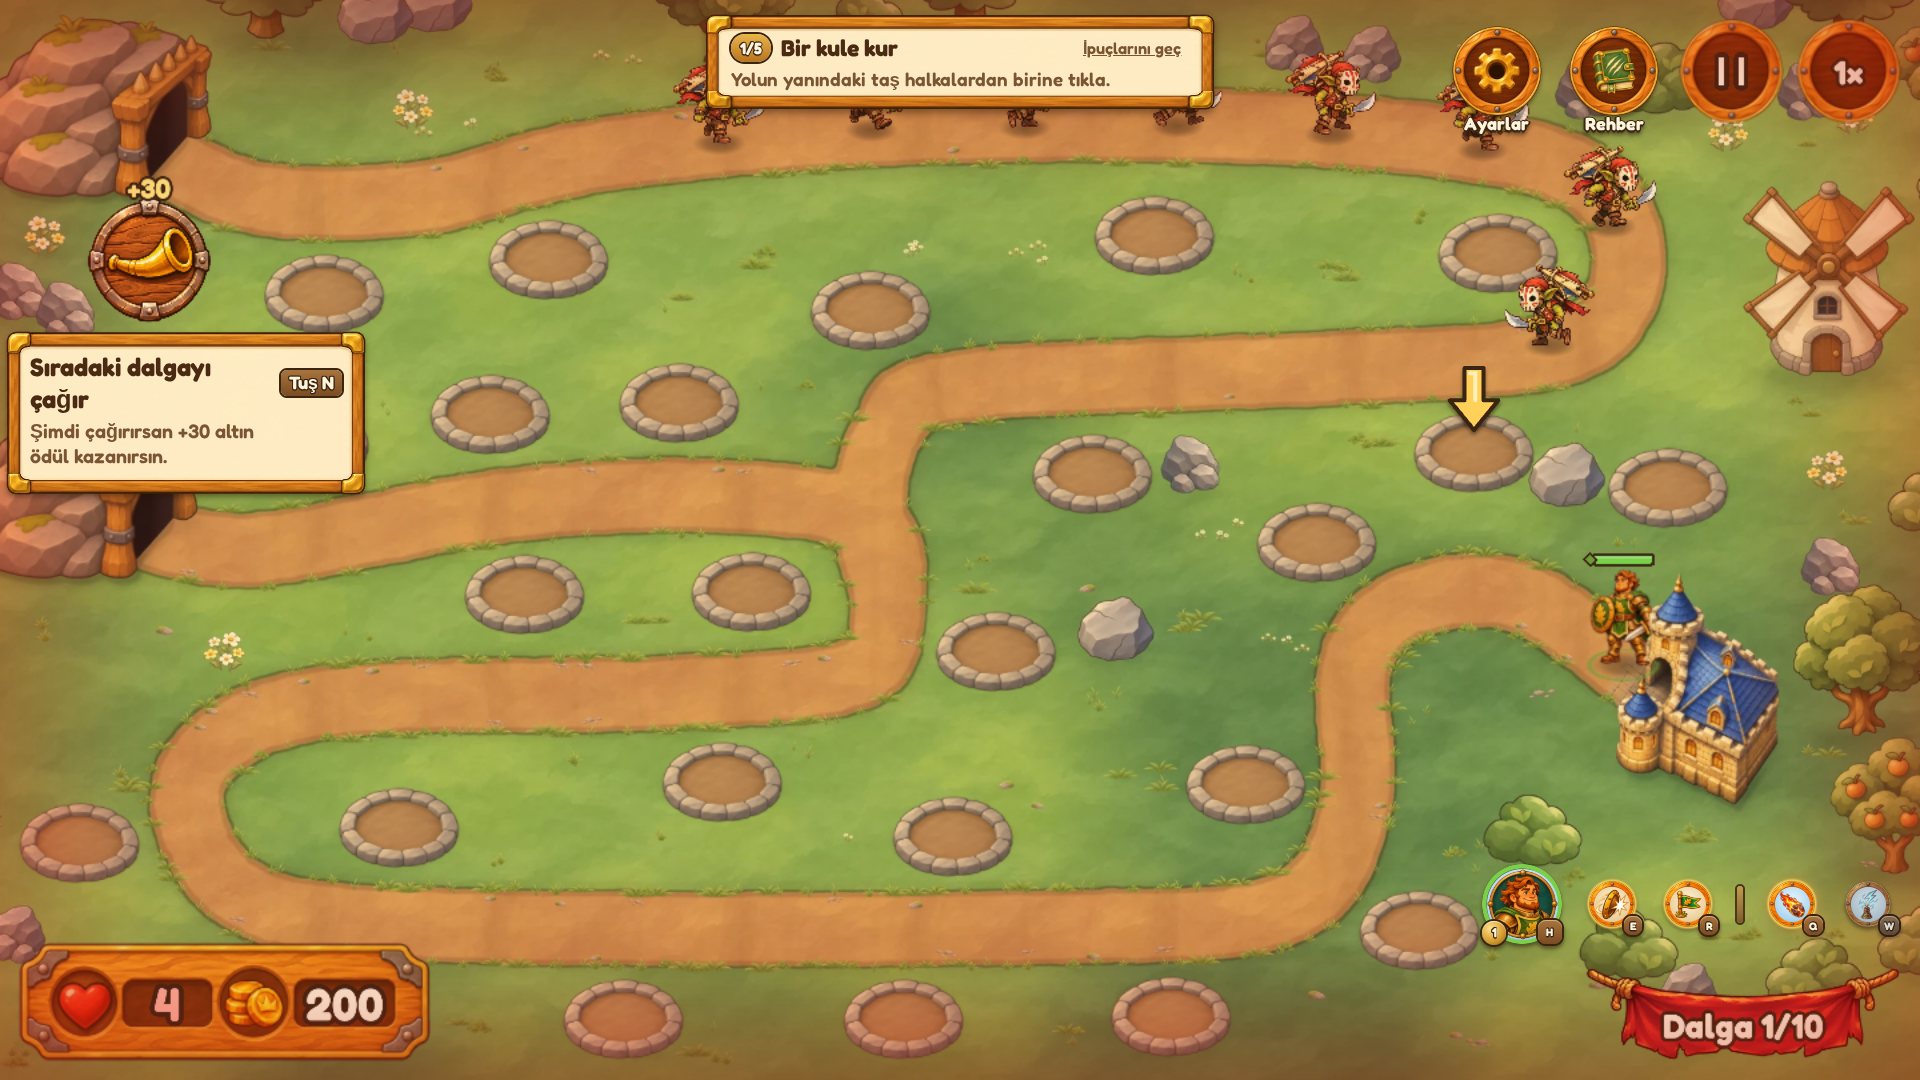 1/5 Bir kule kur İpuçlarını geç
Yolun yanındaki taş halkalardan birine tıkla.
1x
Ayarlar
Rehber
+30
Sıradaki dalgayı
çağır
Tuş N
Şimdi çağırırsan +30 altın
ödül kazanırsın.
1 H E R Q W
4 200
Dalga 1/10